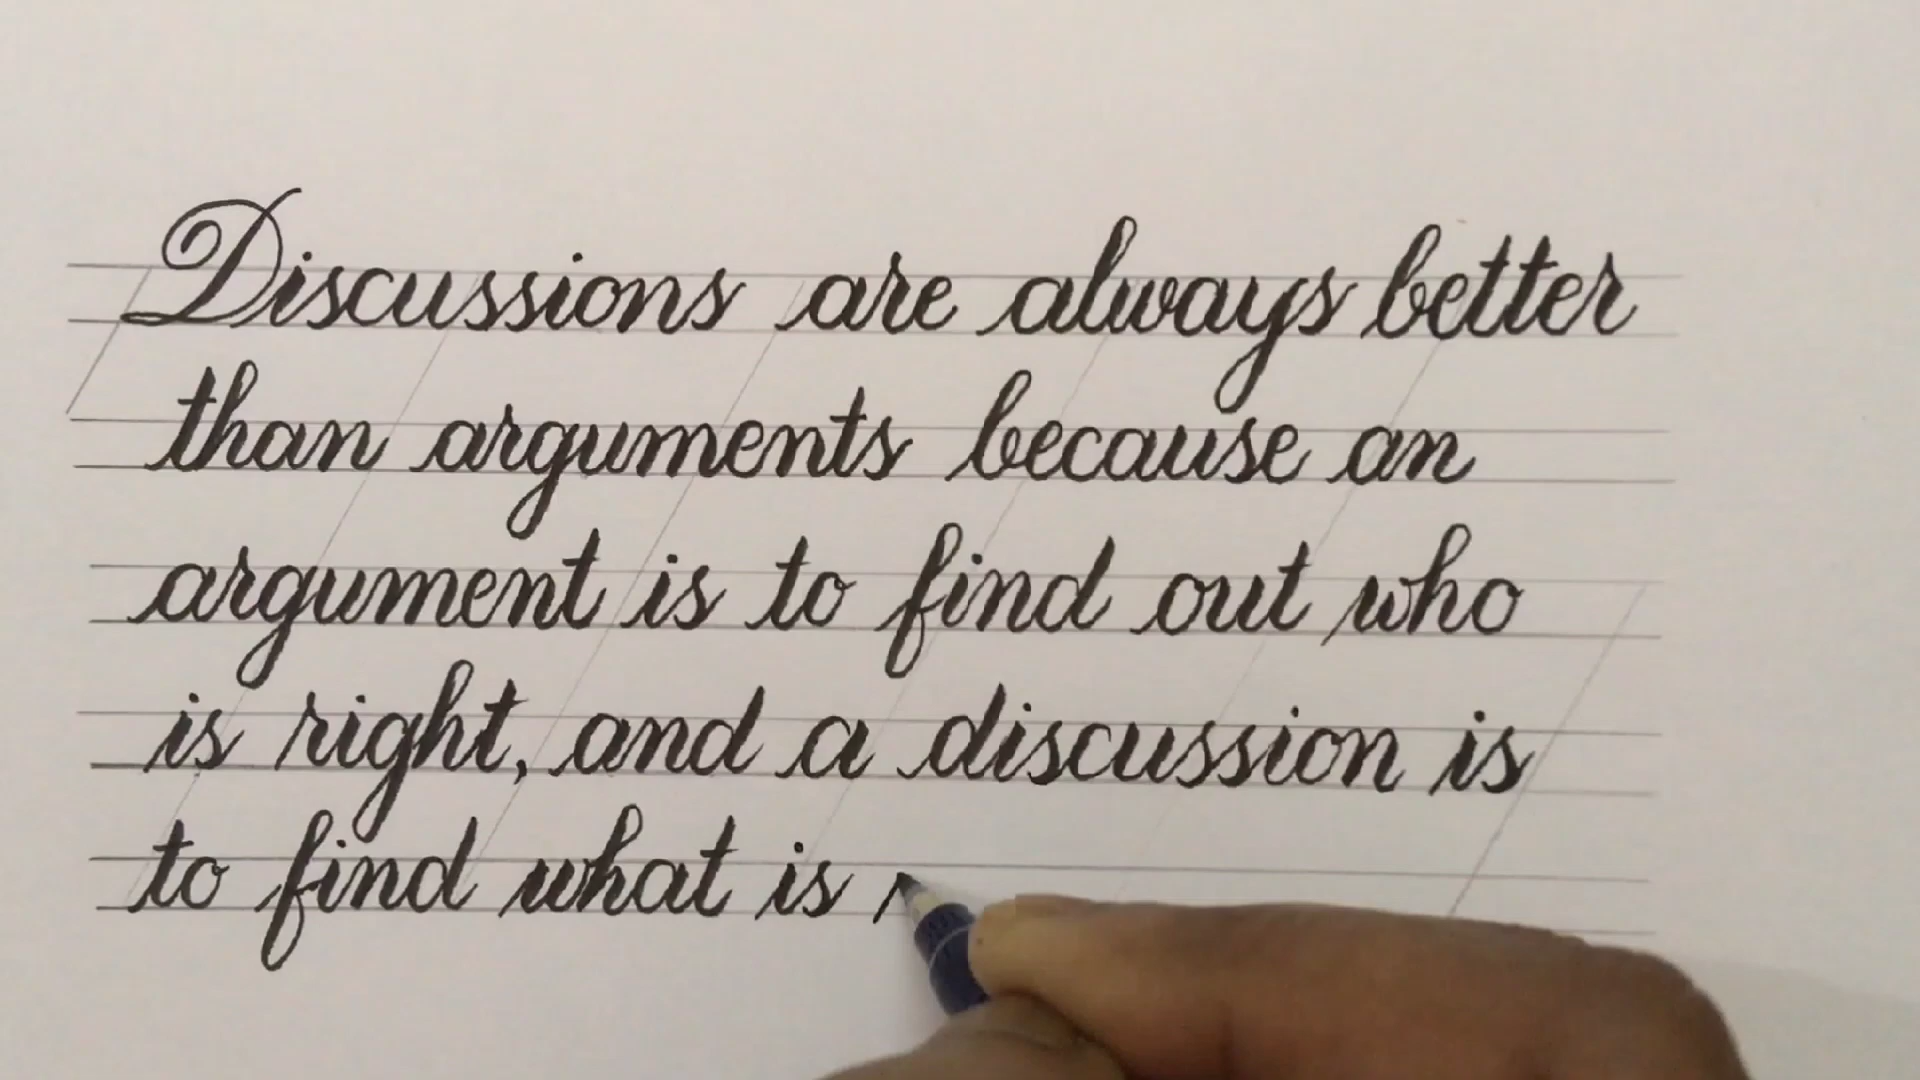 Discussions are always better
than arguments because an
argument is to find out who
is right, and a discussion is
to find what is